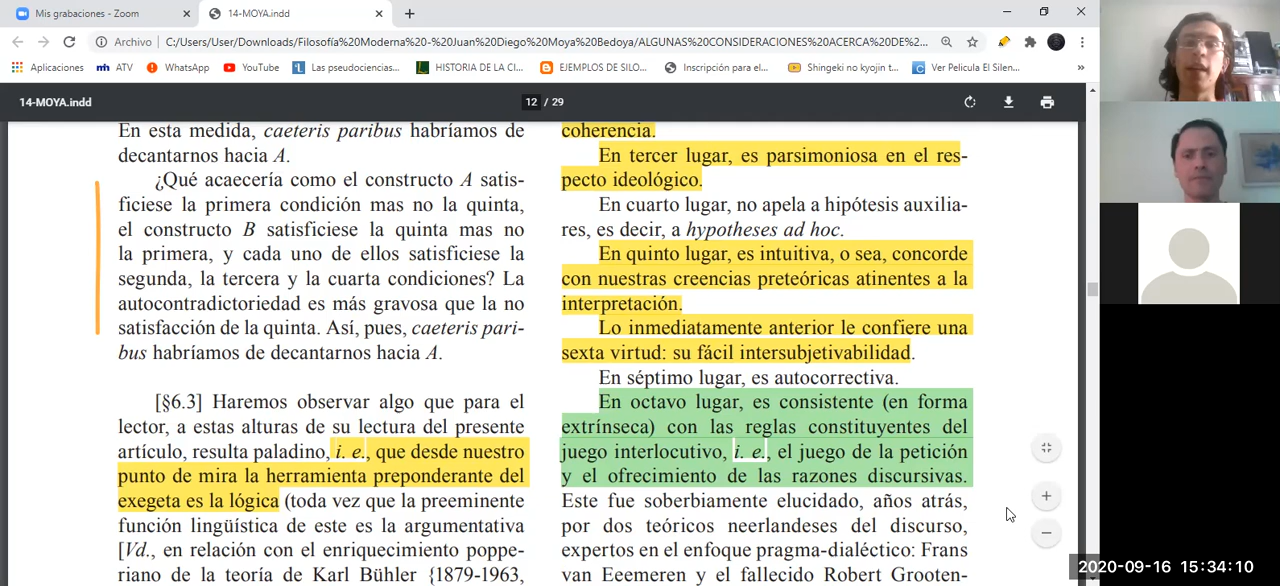 Mis grabaciones - Zoom
14-MOYA.indd
Archivo
C:/Users/User/Downloads/Filosofía%20Moderna%20-%20Juan%20Diego%20Moya%20Bedoya/ALGUNAS%20CONSIDERACIONES%20ACERCA%20DE%...
Aplicaciones
ATV
WhatsApp
YouTube
Las pseudociencias...
HISTORIA DE LA CI...
EJEMPLOS DE SILO...
Inscripción para el...
Shingeki no kyojin t...
Ver Pelicula El Silen...
»
14-MOYA.indd
12 / 29
En esta medida, caeteris paribus habríamos de
decantarnos hacia A.
¿Qué acaecería como el constructo A satis-
ficiese la primera condición mas no la quinta,
el constructo B satisficiese la quinta mas no
la primera, y cada uno de ellos satisficiese la
segunda, la tercera y la cuarta condiciones? La
autocontradictoriedad es más gravosa que la no
satisfacción de la quinta. Así, pues, caeteris pari-
bus habríamos de decantarnos hacia A.
[§6.3] Haremos observar algo que para el
lector, a estas alturas de su lectura del presente
artículo, resulta paladino, i. e., que desde nuestro
punto de mira la herramienta preponderante del
exegeta es la lógica (toda vez que la preeminente
función lingüística de este es la argumentativa
[Vd., en relación con el enriquecimiento poppe-
riano de la teoría de Karl Bühler {1879-1963,
coherencia.
En tercer lugar, es parsimoniosa en el res-
pecto ideológico.
En cuarto lugar, no apela a hipótesis auxilia-
res, es decir, a hypotheses ad hoc.
En quinto lugar, es intuitiva, o sea, concorde
con nuestras creencias preteóricas atinentes a la
interpretación.
Lo inmediatamente anterior le confiere una
sexta virtud: su fácil intersubjetivabilidad.
En séptimo lugar, es autocorrectiva.
En octavo lugar, es consistente (en forma
extrínseca) con las reglas constituyentes del
juego interlocutivo, i. e., el juego de la petición
y el ofrecimiento de las razones discursivas.
Este fue soberbiamente elucidado, años atrás,
por dos teóricos neerlandeses del discurso,
expertos en el enfoque pragma-dialéctico: Frans
van Eeemeren y el fallecido Robert Grooten-
2020-09-16 15:34:10